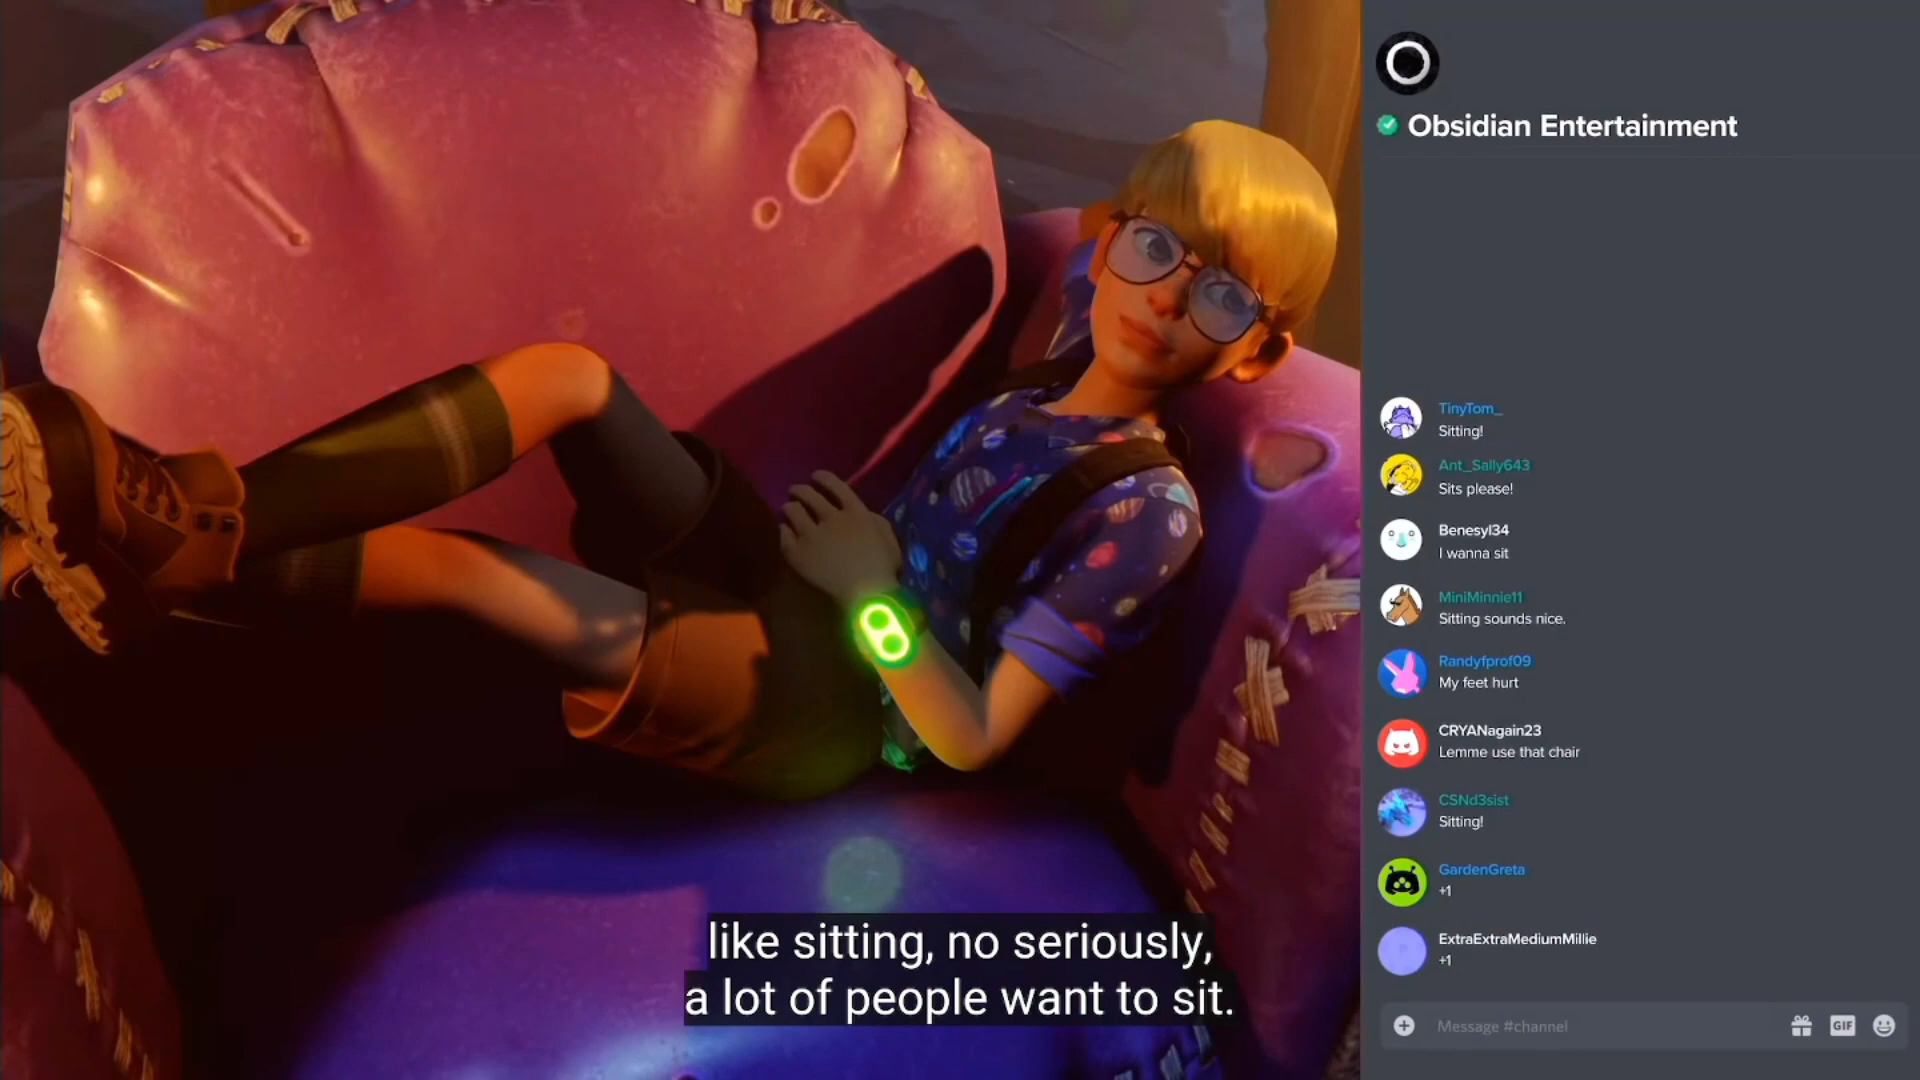 Obsidian Entertainment
TinyTom_
Sitting!
Ant_Sally643
Sits please!
Benesyl34
I wanna sit
MiniMinnie11
Sitting sounds nice.
Randyfprof09
My feet hurt
CRYANagain23
Lemme use that chair
CSNd3sist
Sitting!
GardenGreta
+1
ExtraExtraMediumMillie
+1
Message #channel
GIF
like sitting, no seriously,
a lot of people want to sit.